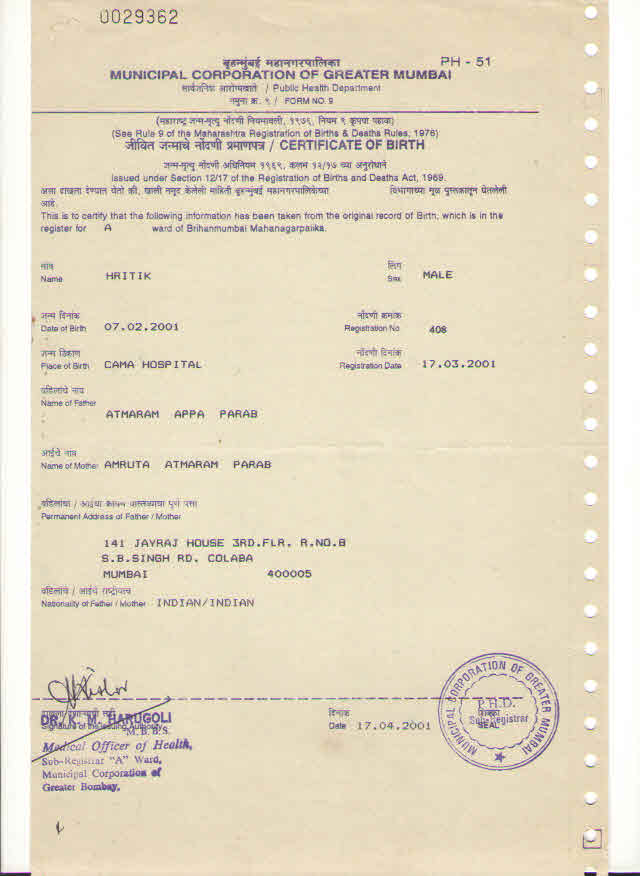 0029362
बृहन्मुंबई महानगरपालिका PH - 51
MUNICIPAL CORPORATION OF GREATER MUMBAI
सार्वजनिक आरोग्यखाते / Public Health Department
नमुना क्र. ९ / FORM NO. 9
(महाराष्ट्र जन्म-मृत्यू नोंदणी नियमावली, १९७६, नियम ९ कृपया पहावा)
(See Rule 9 of the Maharashtra Registration of Births & Deaths Rules, 1976)
जीवित जन्माचे नोंदणी प्रमाणपत्र / CERTIFICATE OF BIRTH
जन्म-मृत्यू नोंदणी अधिनियम १९६९, कलम १२/१७ च्या अनुरोधाने
Issued under Section 12/17 of the Registration of Births and Deaths Act, 1969.
असा दाखला देण्यात येतो की, खाली नमूद केलेली माहिती बृहन्मुंबई महानगरपालिकेच्या विभागाच्या मूळ पुस्तकातून घेतलेली
आहे.
This is to certify that the following information has been taken from the original record of Birth, which is in the
register for A ward of Brihanmumbai Mahanagarpalika.
नाव लिंग
Name HRITIK Sex MALE
जन्म दिनांक नोंदणी क्रमांक
Date of Birth 07.02.2001 Registration No. 408
जन्म ठिकाण नोंदणी दिनांक
Place of Birth CAMA HOSPITAL Registration Date 17.03.2001
वडिलांचे नाव
Name of Father
ATMARAM APPA PARAB
आईचे नाव
Name of Mother AMRUTA ATMARAM PARAB
वडिलांचा / आईचा कायम वास्तव्याचा पूर्ण पत्ता
Permanent Address of Father / Mother
141 JAYRAJ HOUSE 3RD.FLR. R.NO.8
S.B.SINGH RD. COLABA
MUMBAI 400005
वडिलांचे / आईचे राष्ट्रीयत्व
Nationality of Father / Mother INDIAN/INDIAN
दिनांक
Date 17.04.2001
MUNICIPAL CORPORATION OF GREATER MUMBAI
P.H.D.
शिक्का
Sub-Registrar
SEAL
DR. K. M. HARUGOLI
Signature of the Issuing Authority
M.B.B.S.
Medical Officer of Health,
Sub-Registrar "A" Ward,
Municipal Corporation of
Greater Bombay.